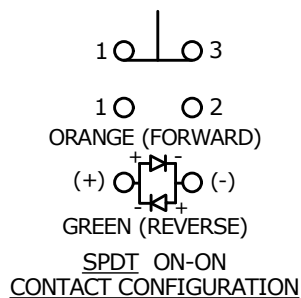 1 3
1 2
ORANGE (FORWARD)
+ -
(+) (-)
- +
GREEN (REVERSE)
SPDT ON-ON
CONTACT CONFIGURATION